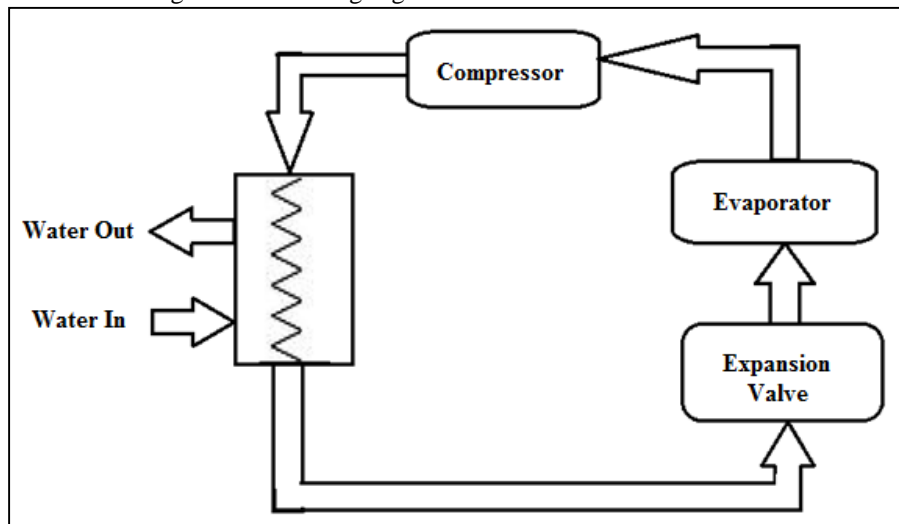 Compressor
Evaporator
Water Out
Water In
Expansion
Valve